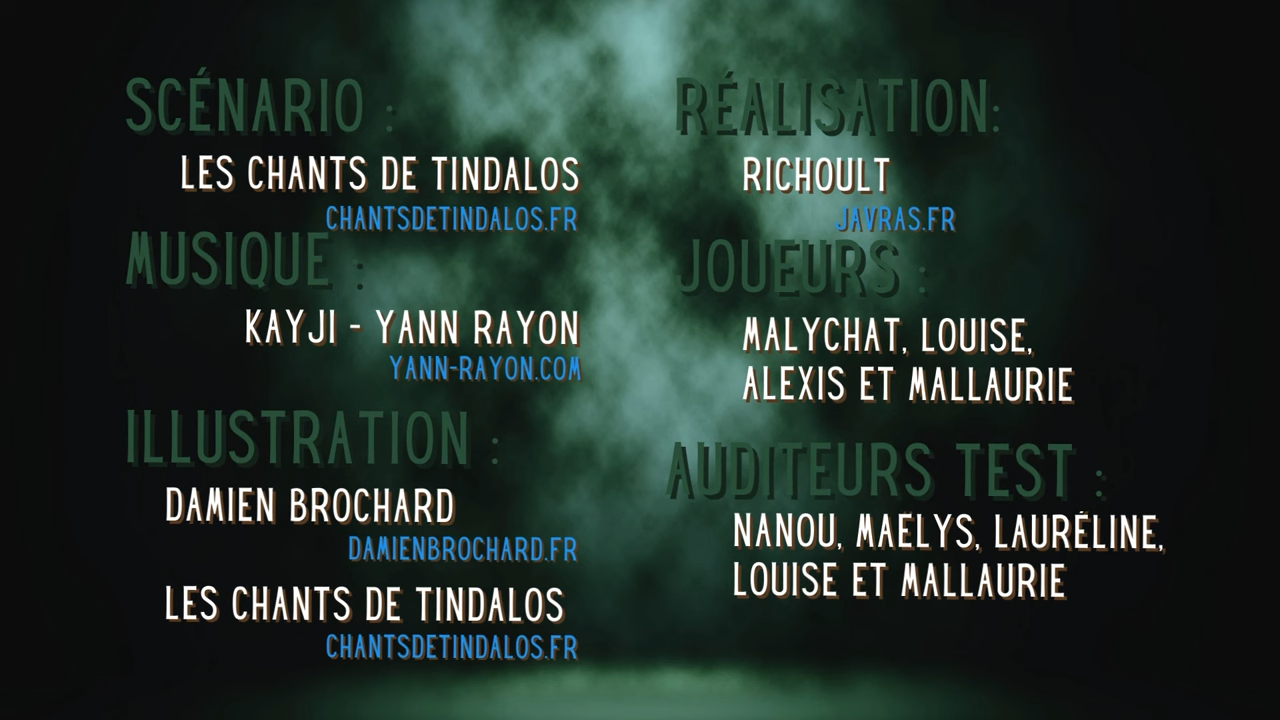 SCÉNARIO :
LES CHANTS DE TINDALOS
CHANTSDETINDALOS.FR
MUSIQUE :
KAYJI - YANN RAYON
YANN-RAYON.COM
ILLUSTRATION :
DAMIEN BROCHARD
DAMIENBROCHARD.FR
LES CHANTS DE TINDALOS
CHANTSDETINDALOS.FR
RÉALISATION:
RICHOULT
JAVRAS.FR
JOUEURS :
MALYCHAT, LOUISE,
ALEXIS ET MALLAURIE
AUDITEURS TEST :
NANOU, MAËLYS, LAURÉLINE,
LOUISE ET MALLAURIE